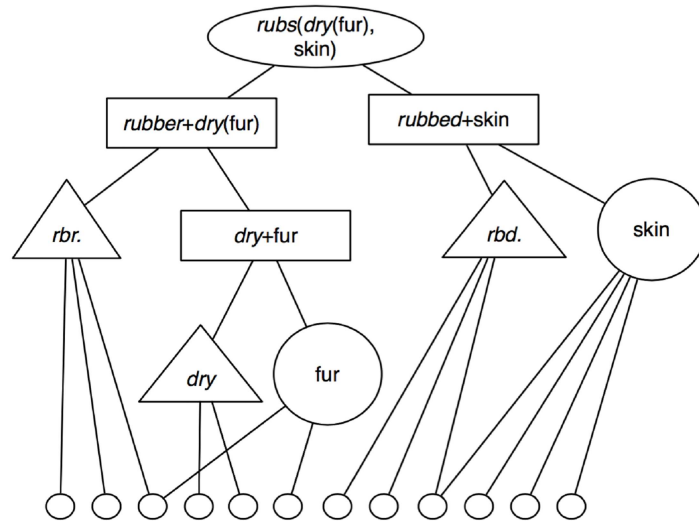 rubs(dry(fur),
skin)
rubber+dry(fur)
rubbed+skin
rbr.
dry+fur
rbd.
skin
dry
fur